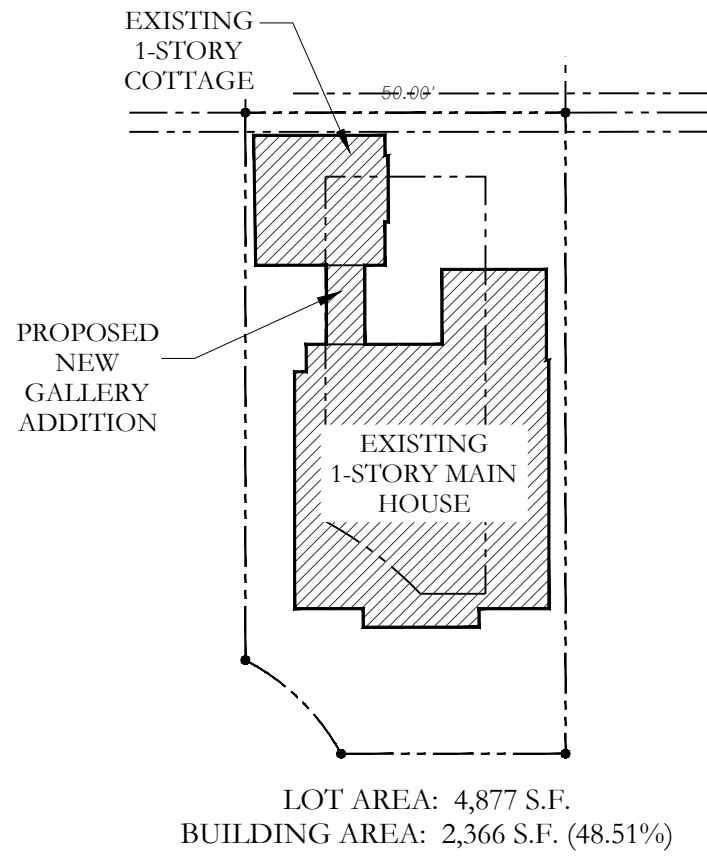 EXISTING
1-STORY
COTTAGE
50.00'
PROPOSED
NEW
GALLERY
ADDITION
EXISTING
1-STORY MAIN
HOUSE
LOT AREA: 4,877 S.F.
BUILDING AREA: 2,366 S.F. (48.51%)